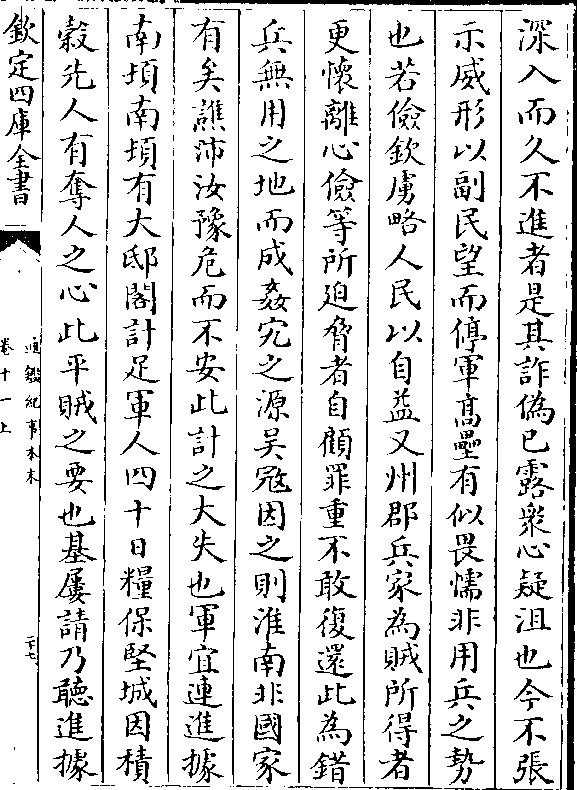 深入而久不進者是其詐偽已露衆心疑沮也今不張
示威形以副民望而停軍髙壘有似畏懦非用兵之勢
也若儉欽虜略人民以自益又州郡兵家為賊所得者
更懷離心儉等所迫脅者自顧罪重不敢復還此為錯
兵無用之地而成姦宄之源吴冦因之則淮南非國家
有矣譙沛汝豫危而不安此計之大失也軍宜速進據
南頓南頓有大邸閣計足軍人四十日糧保堅城因積
穀先人有奪人之心此平賊之要也基屢請乃聽進據
欽定四庫全書
通鑑紀事本末
卷十一上
二十七